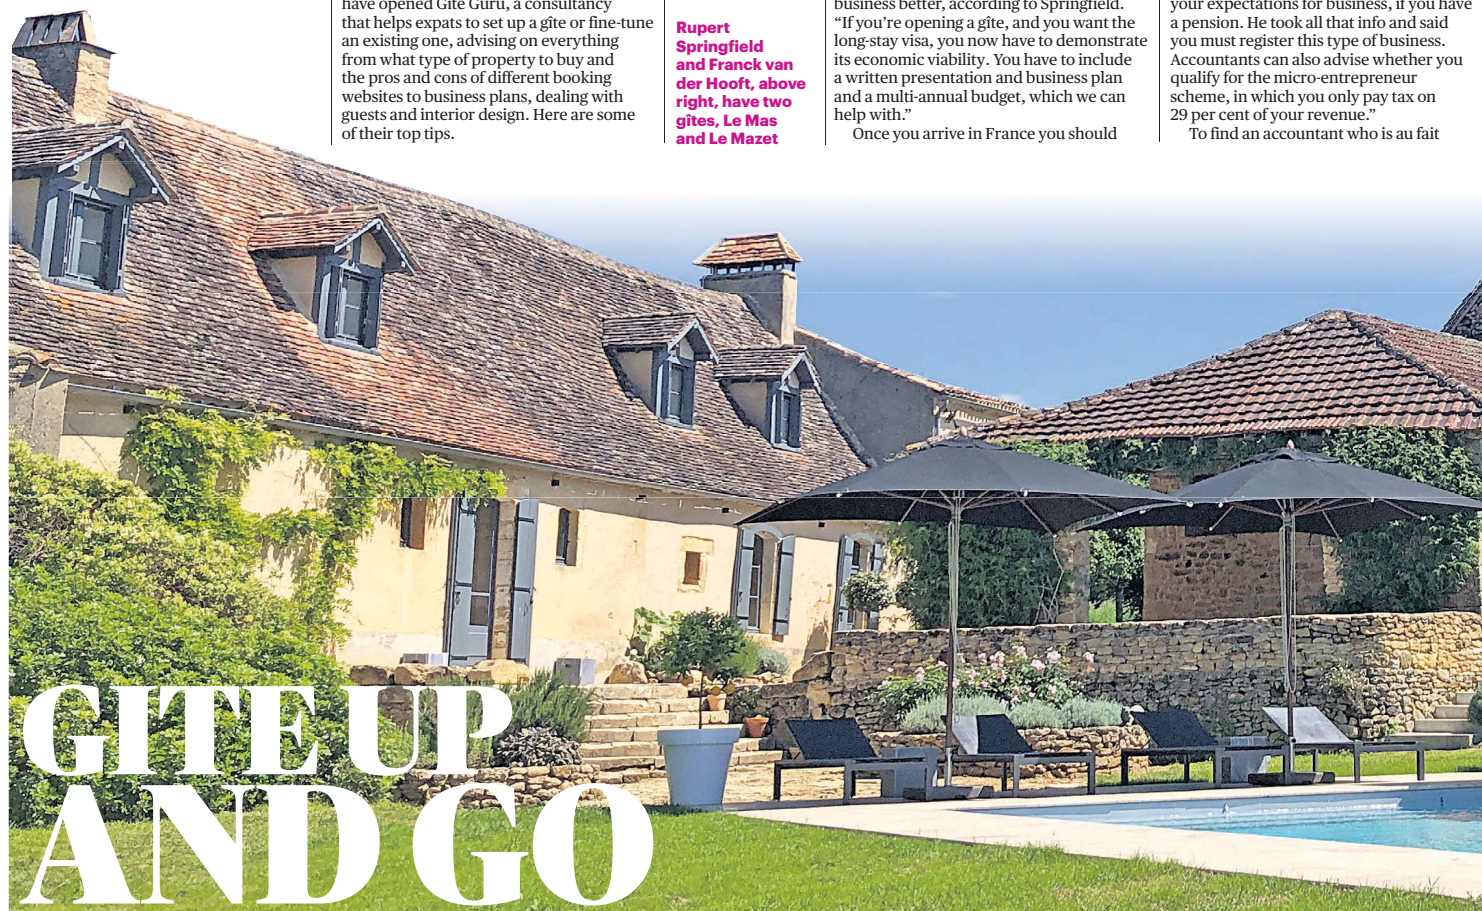 have opened Gîte Guru, a consultancy
that helps expats to set up a gîte or fine-tune
an existing one, advising on everything
from what type of property to buy and
the pros and cons of different booking
websites to business plans, dealing with
guests and interior design. Here are some
of their top tips.
Rupert
Springfield
and Franck van
der Hooft, above
right, have two
gîtes, Le Mas
and Le Mazet
business better, according to Springfield.
“If you’re opening a gîte, and you want the
long-stay visa, you now have to demonstrate
its economic viability. You have to include
a written presentation and business plan
and a multi-annual budget, which we can
help with.”
Once you arrive in France you should
your expectations for business, if you have
a pension. He took all that info and said
you must register this type of business.
Accountants can also advise whether you
qualify for the micro-entrepreneur
scheme, in which you only pay tax on
29 per cent of your revenue.”
To find an accountant who is au fait
GITE UP
AND GO